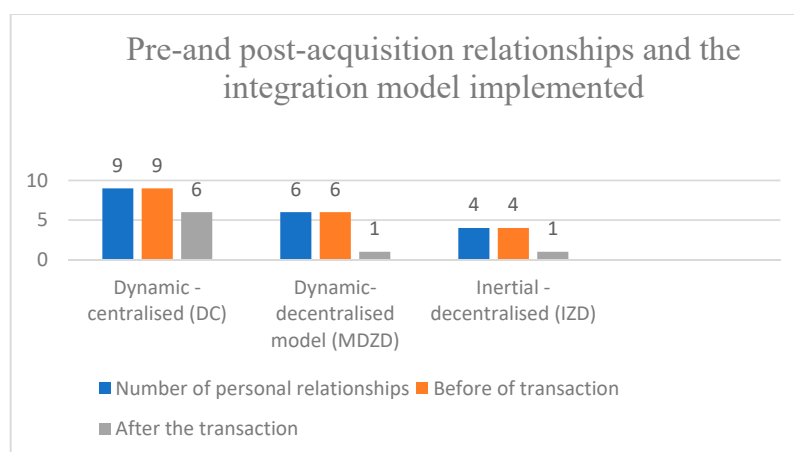 Pre-and post-acquisition relationships and the
integration model implemented
9 9 6 6 6 1 4 4 1
10
5
0
Dynamic -
centralised (DC)
Dynamic-
decentralised
model (MDZD)
Inertial -
decentralised (IZD)
Number of personal relationships
Before of transaction
After the transaction